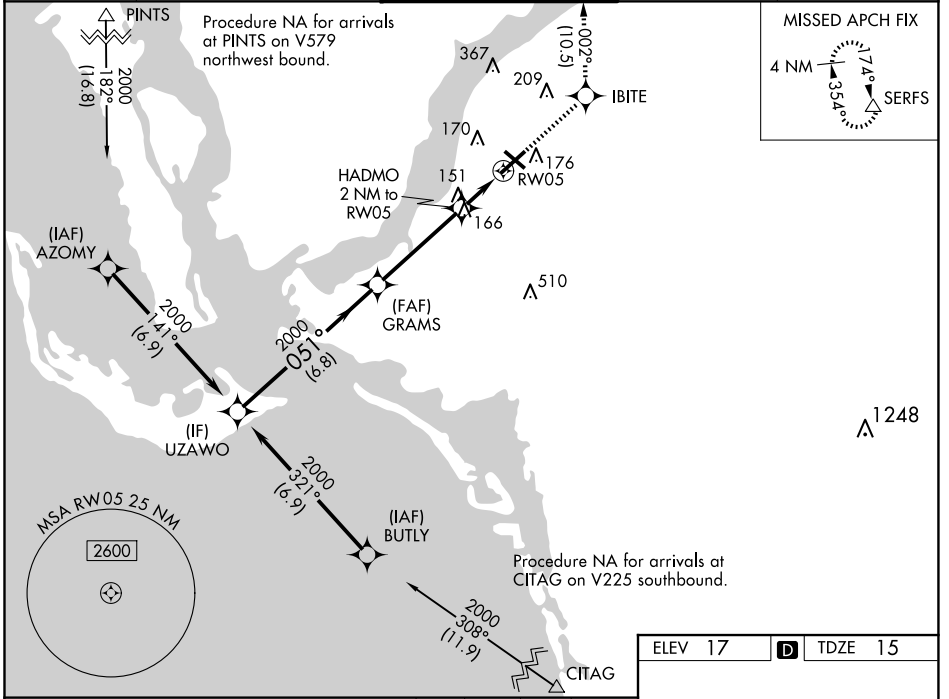 PINTS
2000
182°
(16.8)
Procedure NA for arrivals
at PINTS on V579
northwest bound.
367
209
002°
(10.5)
IBITE
MISSED APCH FIX
4 NM
174°
354°
SERFS
170
176
RW05
HADMO
2 NM to
RW05
151
166
(IAF)
AZOMY
2000
141°
(6.9)
(FAF)
GRAMS
510
2000
051°
(6.8)
(IF)
UZAWO
1248
2000
321°
(6.9)
(IAF)
BUTLY
MSA RW05 25 NM
2600
Procedure NA for arrivals at
CITAG on V225 southbound.
2000
308°
(11.9)
CITAG
ELEV 17 D TDZE 15